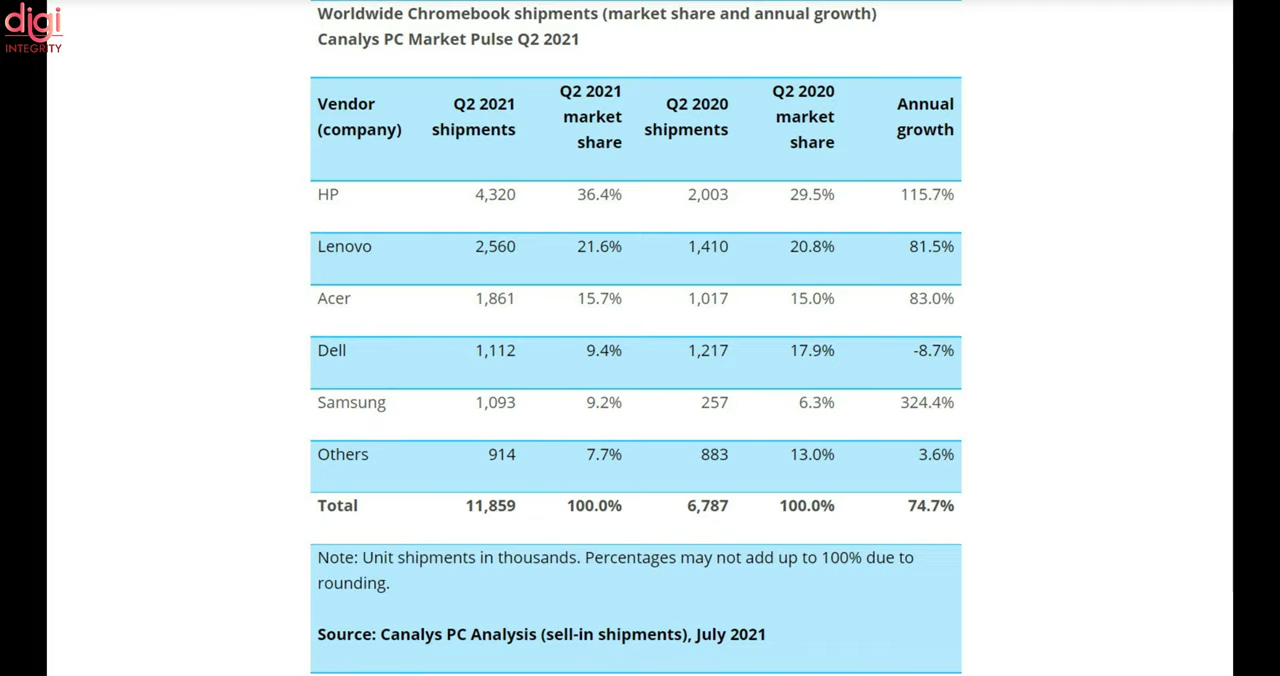 digi
INTEGRITY
Worldwide Chromebook shipments (market share and annual growth)
Canalys PC Market Pulse Q2 2021
Vendor (company) Q2 2021 shipments Q2 2021 market share Q2 2020 shipments Q2 2020 market share Annual growth
HP 4,320 36.4% 2,003 29.5% 115.7%
Lenovo 2,560 21.6% 1,410 20.8% 81.5%
Acer 1,861 15.7% 1,017 15.0% 83.0%
Dell 1,112 9.4% 1,217 17.9% -8.7%
Samsung 1,093 9.2% 257 6.3% 324.4%
Others 914 7.7% 883 13.0% 3.6%
Total 11,859 100.0% 6,787 100.0% 74.7%
Note: Unit shipments in thousands. Percentages may not add up to 100% due to
rounding.
Source: Canalys PC Analysis (sell-in shipments), July 2021